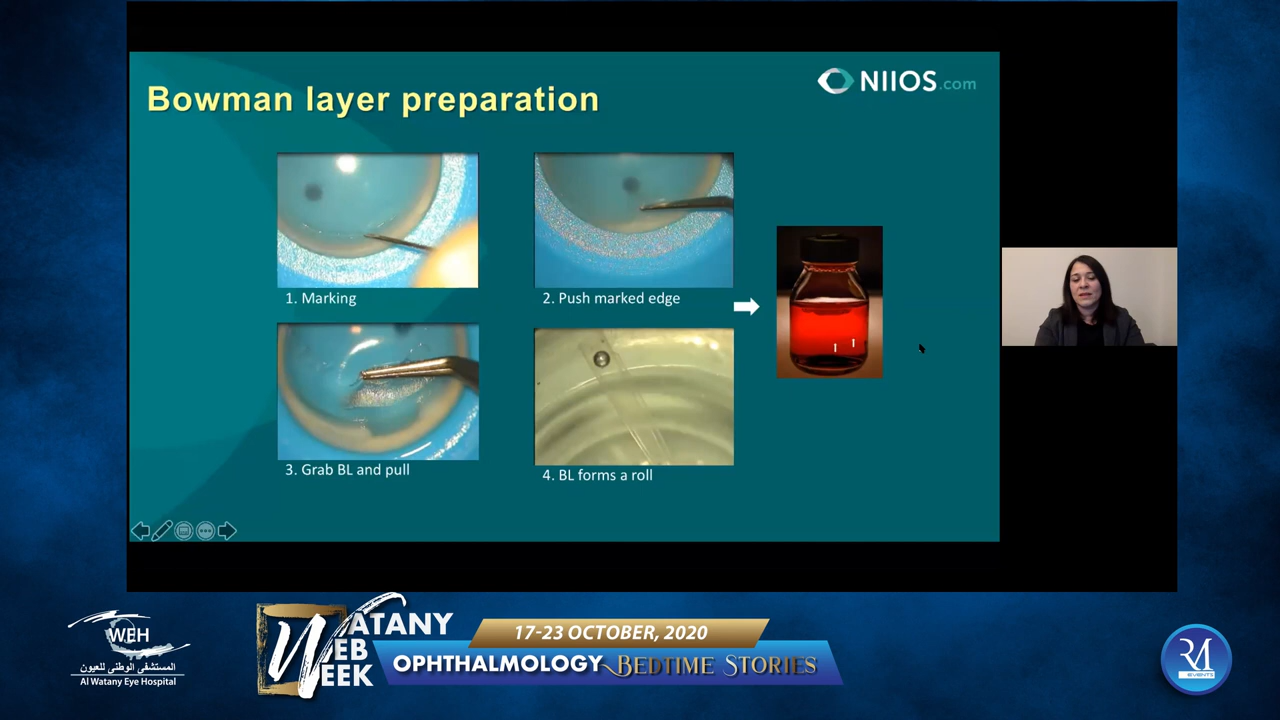 Bowman layer preparation
NIIOS.com
1. Marking
2. Push marked edge
3. Grab BL and pull
4. BL forms a roll
WEH
المستشفى الوطني للعيون
Al Watany Eye Hospital
WATANY
WEB
WEEK
17-23 OCTOBER, 2020
OPHTHALMOLOGY BEDTIME STORIES
RM
EVENTS